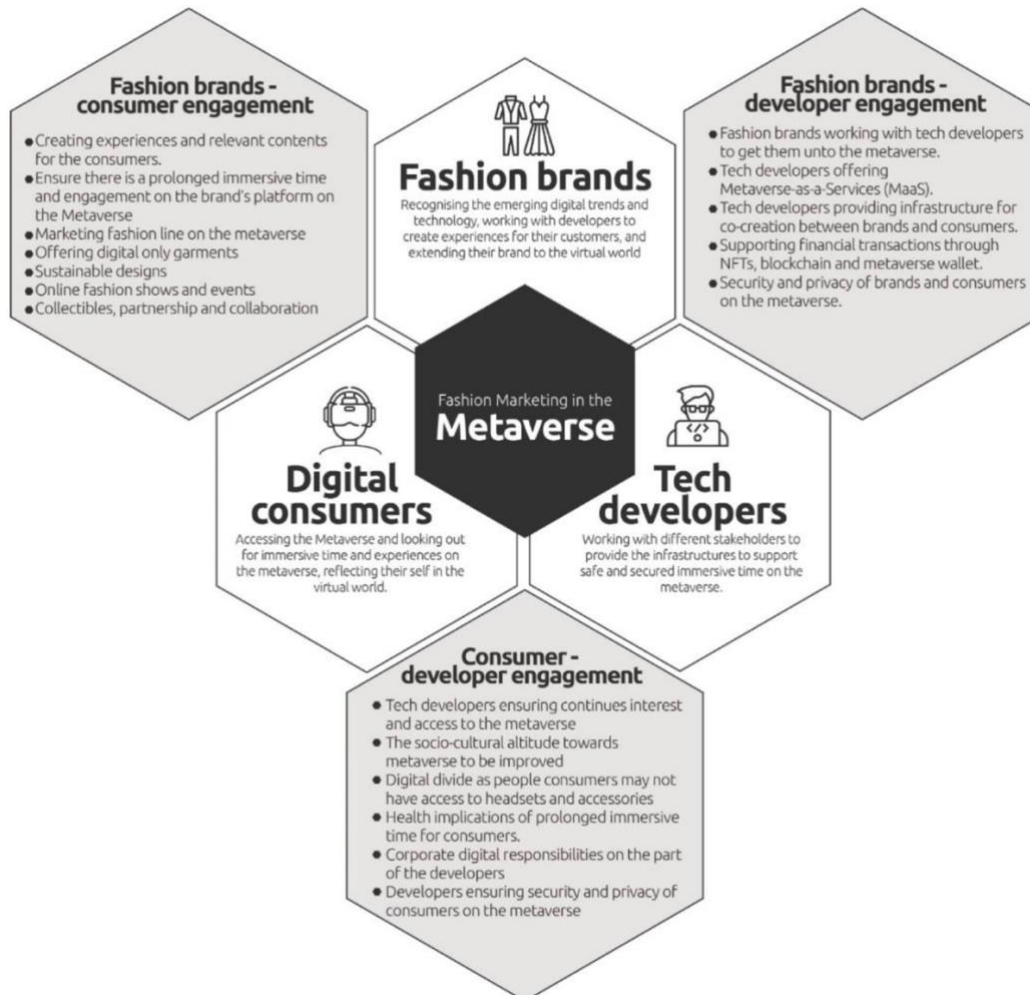 Fashion brands -
consumer engagement
● Creating experiences and relevant contents
for the consumers.
● Ensure there is a prolonged immersive time
and engagement on the brand's platform on
the Metaverse
● Marketing fashion line on the metaverse
● Offering digital only garments
● Sustainable designs
● Online fashion shows and events
● Collectibles, partnership and collaboration
Fashion brands
Recognising the emerging digital trends and
technology, working with developers to
create experiences for their customers, and
extending their brand to the virtual world
Fashion brands -
developer engagement
● Fashion brands working with tech developers
to get them unto the metaverse.
● Tech developers offering
Metaverse-as-a-Services (MaaS).
● Tech developers providing infrastructure for
co-creation between brands and consumers.
● Supporting financial transactions through
NFTs, blockchain and metaverse wallet.
● Security and privacy of brands and consumers
on the metaverse.
Fashion Marketing in the
Metaverse
Digital
consumers
Accessing the Metaverse and looking out
for immersive time and experiences on
the metaverse, reflecting their self in the
virtual world.
</>
Tech
developers
Working with different stakeholders to
provide the infrastructures to support
safe and secured immersive time on the
metaverse.
Consumer -
developer engagement
● Tech developers ensuring continues interest
and access to the metaverse
● The socio-cultural altitude towards
metaverse to be improved
● Digital divide as people consumers may not
have access to headsets and accessories
● Health implications of prolonged immersive
time for consumers.
● Corporate digital responsibilities on the part
of the developers
● Developers ensuring security and privacy of
consumers on the metaverse